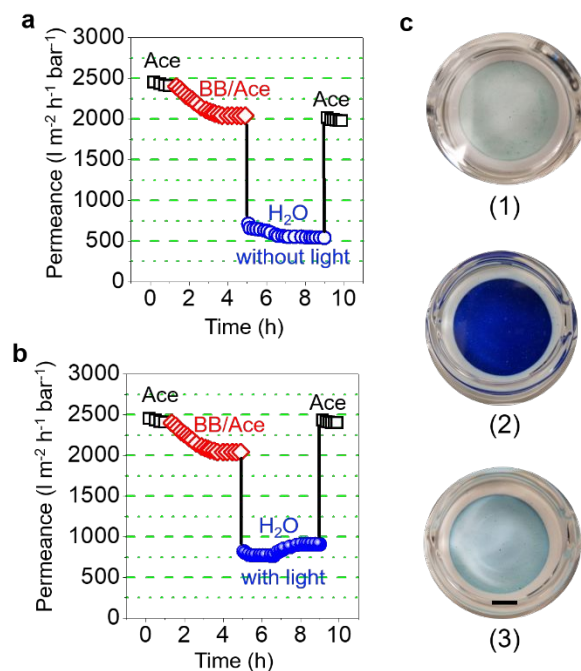 a
3000
2500
2000
1500
1000
500
0
Permeance (l m⁻² h⁻¹ bar⁻¹)
Ace
BB/Ace
Ace
H₂O
without light
0 2 4 6 8 10
Time (h)
b
3000
2500
2000
1500
1000
500
0
Permeance (l m⁻² h⁻¹ bar⁻¹)
Ace
BB/Ace
Ace
H₂O
with light
0 2 4 6 8 10
Time (h)
c
(1)
(2)
(3)